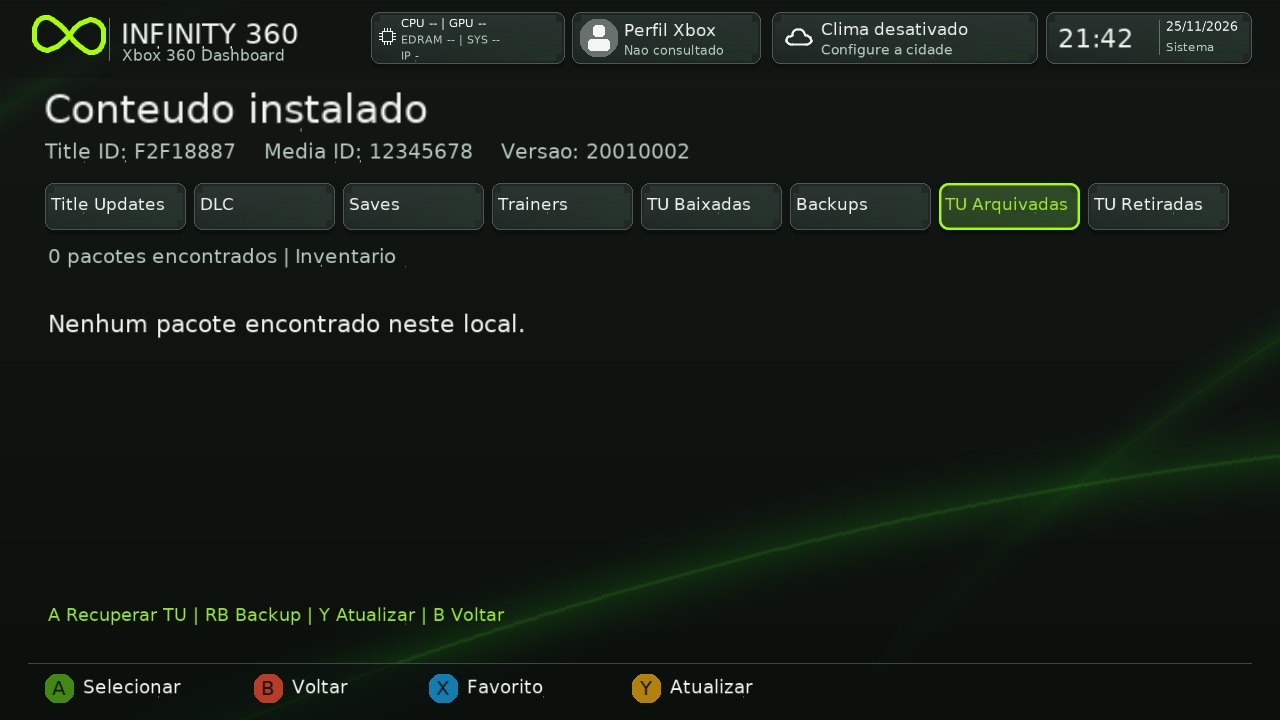 INFINITY 360
Xbox 360 Dashboard
CPU -- | GPU --
EDRAM -- | SYS --
IP -
Perfil Xbox
Nao consultado
Clima desativado
Configure a cidade
21:42
25/11/2026
Sistema
Conteudo instalado
Title ID: F2F18887 Media ID: 12345678 Versao: 20010002
Title Updates DLC Saves Trainers TU Baixadas Backups TU Arquivadas TU Retiradas
0 pacotes encontrados | Inventario
Nenhum pacote encontrado neste local.
A Recuperar TU | RB Backup | Y Atualizar | B Voltar
A Selecionar B Voltar X Favorito Y Atualizar